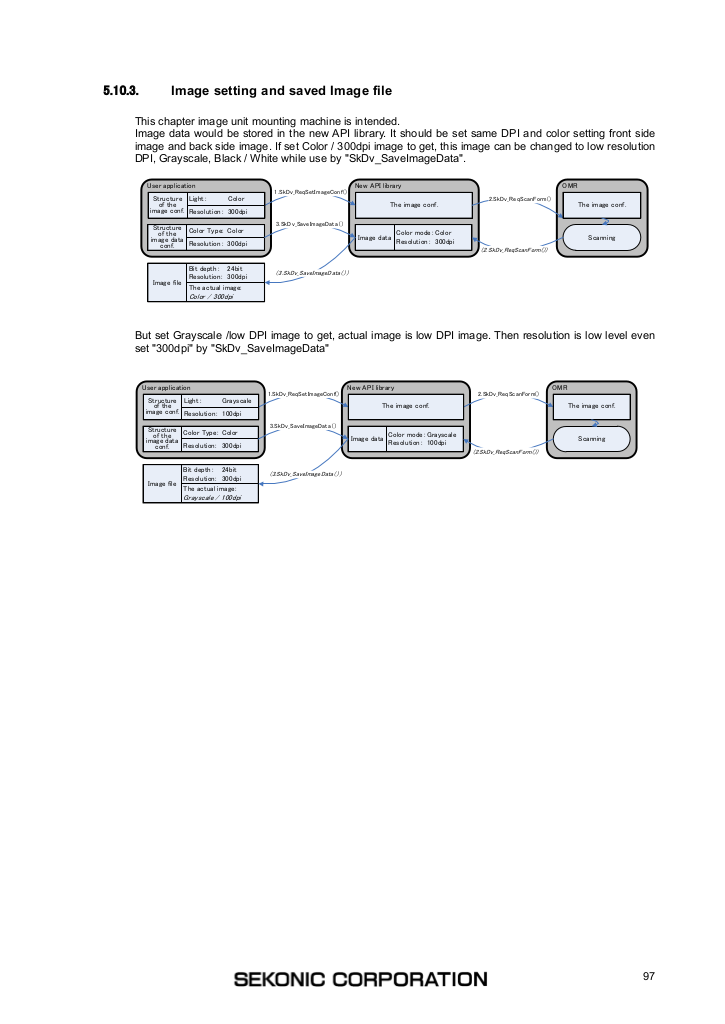 5.10.3. Image setting and saved Image file
This chapter image unit mounting machine is intended.
Image data would be stored in the new API library. It should be set same DPI and color setting front side
image and back side image. If set Color / 300dpi image to get, this image can be changed to low resolution
DPI, Grayscale, Black / White while use by "SkDv_SaveImageData".
User application
Structure
of the
image conf.
Light : Color
Resolution: 300dpi
Structure
of the
image data
conf.
Color Type: Color
Resolution: 300dpi
Image file
Bit depth : 24bit
Resolution: 300dpi
The actual image:
Color / 300dpi
1.SkDv_ReqSetImageConf()
3.SkDv_SaveImageData()
(3.SkDv_SaveImageData())
New API library
The image conf.
Image data
Color mode : Color
Resolution : 300dpi
2.SkDv_ReqScanForm()
(2.SkDv_ReqScanForm())
OMR
The image conf.
Scanning
But set Grayscale /low DPI image to get, actual image is low DPI image. Then resolution is low level even
set "300dpi" by "SkDv_SaveImageData"
User application
Structure
of the
image conf.
Light : Grayscale
Resolution: 100dpi
Structure
of the
image data
conf.
Color Type: Color
Resolution: 300dpi
Image file
Bit depth : 24bit
Resolution: 300dpi
The actual image:
Grayscale / 100dpi
1.SkDv_ReqSetImageConf()
3.SkDv_SaveImageData()
(3.SkDv_SaveImageData())
New API library
The image conf.
Image data
Color mode : Grayscale
Resolution : 100dpi
2.SkDv_ReqScanForm()
(2.SkDv_ReqScanForm())
OMR
The image conf.
Scanning
SEKONIC CORPORATION
97